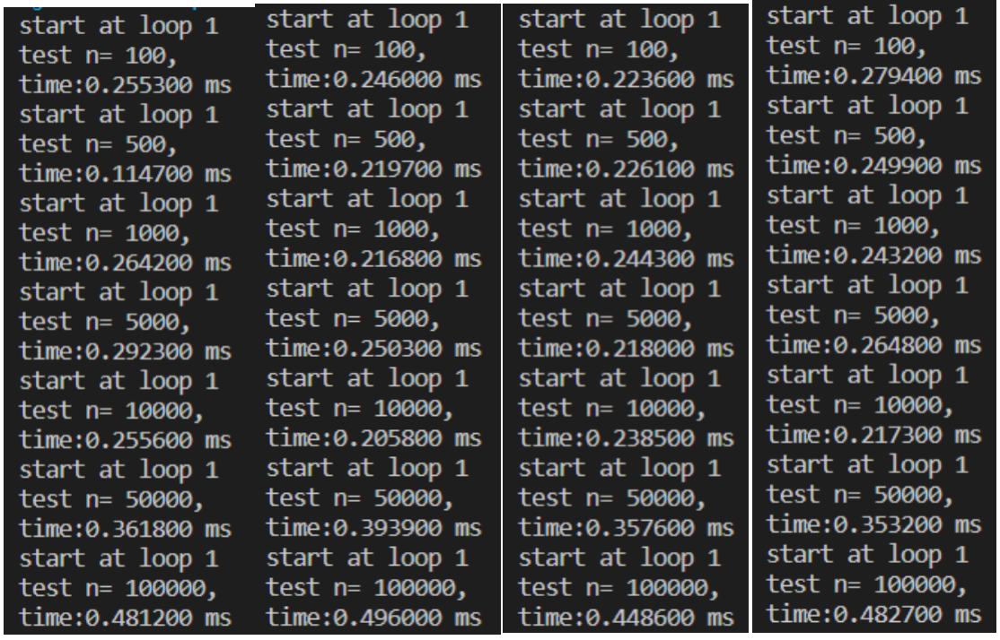 start at loop 1
test n= 100,
time:0.255300 ms
start at loop 1
test n= 500,
time:0.114700 ms
start at loop 1
test n= 1000,
time:0.264200 ms
start at loop 1
test n= 5000,
time:0.292300 ms
start at loop 1
test n= 10000,
time:0.255600 ms
start at loop 1
test n= 50000,
time:0.361800 ms
start at loop 1
test n= 100000,
time:0.481200 ms
start at loop 1
test n= 100,
time:0.246000 ms
start at loop 1
test n= 500,
time:0.219700 ms
start at loop 1
test n= 1000,
time:0.216800 ms
start at loop 1
test n= 5000,
time:0.250300 ms
start at loop 1
test n= 10000,
time:0.205800 ms
start at loop 1
test n= 50000,
time:0.393900 ms
start at loop 1
test n= 100000,
time:0.496000 ms
start at loop 1
test n= 100,
time:0.223600 ms
start at loop 1
test n= 500,
time:0.226100 ms
start at loop 1
test n= 1000,
time:0.244300 ms
start at loop 1
test n= 5000,
time:0.218000 ms
start at loop 1
test n= 10000,
time:0.238500 ms
start at loop 1
test n= 50000,
time:0.357600 ms
start at loop 1
test n= 100000,
time:0.448600 ms
start at loop 1
test n= 100,
time:0.279400 ms
start at loop 1
test n= 500,
time:0.249900 ms
start at loop 1
test n= 1000,
time:0.243200 ms
start at loop 1
test n= 5000,
time:0.264800 ms
start at loop 1
test n= 10000,
time:0.217300 ms
start at loop 1
test n= 50000,
time:0.353200 ms
start at loop 1
test n= 100000,
time:0.482700 ms